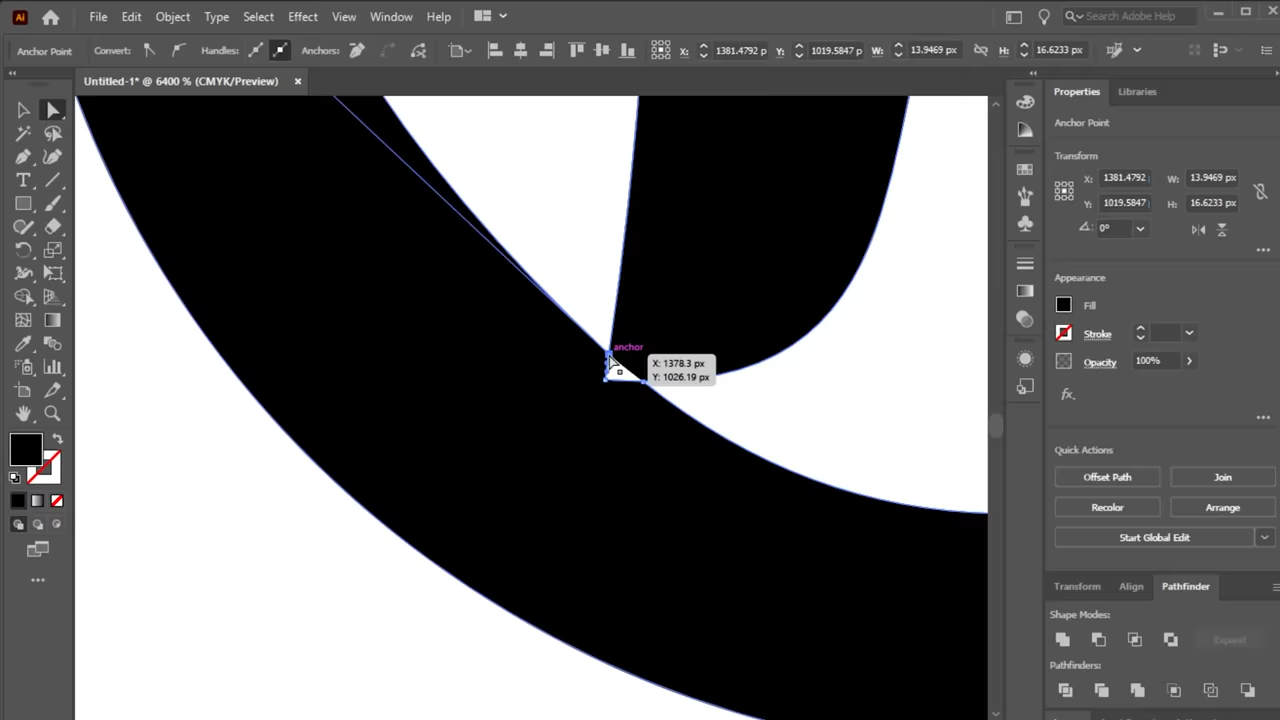 Ai File Edit Object Type Select Effect View Window Help Search Adobe Help
Anchor Point Convert: Handles: Anchors: X: 1381.4792 p Y: 1019.5847 p W: 13.9469 px H: 16.6233 px
Untitled-1* @ 6400 % (CMYK/Preview) ×
Properties Libraries
Anchor Point
Transform
X: 1381.4792 W: 13.9469 px
Y: 1019.5847 H: 16.6233 px
0°
Appearance
Fill
Stroke
Opacity 100%
fx.
Quick Actions
Offset Path Join
Recolor Arrange
Start Global Edit
Transform Align Pathfinder
Shape Modes:
Expand
Pathfinders:
anchor
X: 1378.3 px
Y: 1026.19 px